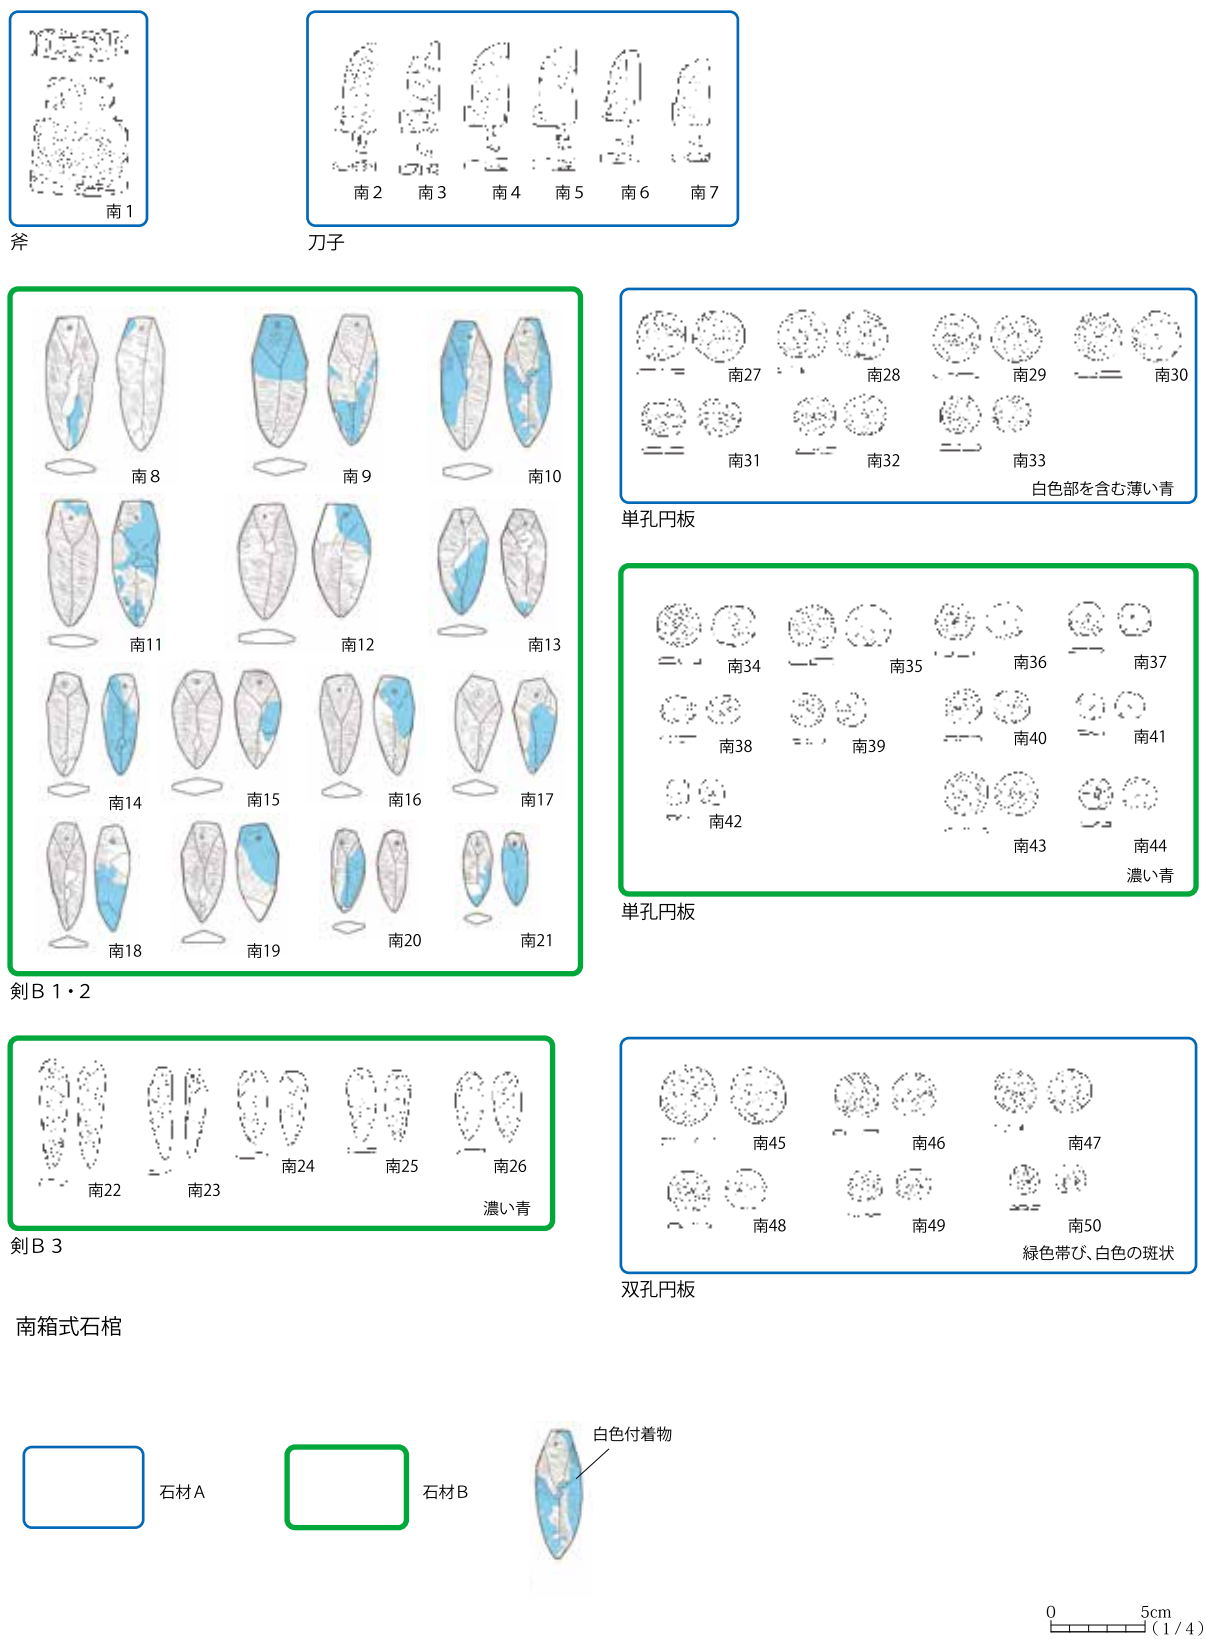 南1
斧
南2 南3 南4 南5 南6 南7
刀子
南8 南9 南10
南11 南12 南13
南14 南15 南16 南17
南18 南19 南20 南21
剣B 1・2
南27 南28 南29 南30
南31 南32 南33
白色部を含む薄い青
単孔円板
南34 南35 南36 南37
南38 南39 南40 南41
南42 南43 南44
濃い青
単孔円板
南22 南23 南24 南25 南26
濃い青
剣B 3
南45 南46 南47
南48 南49 南50
緑色帯び、白色の斑状
双孔円板
南箱式石棺
石材A
石材B
白色付着物
0 5cm
(1/4)